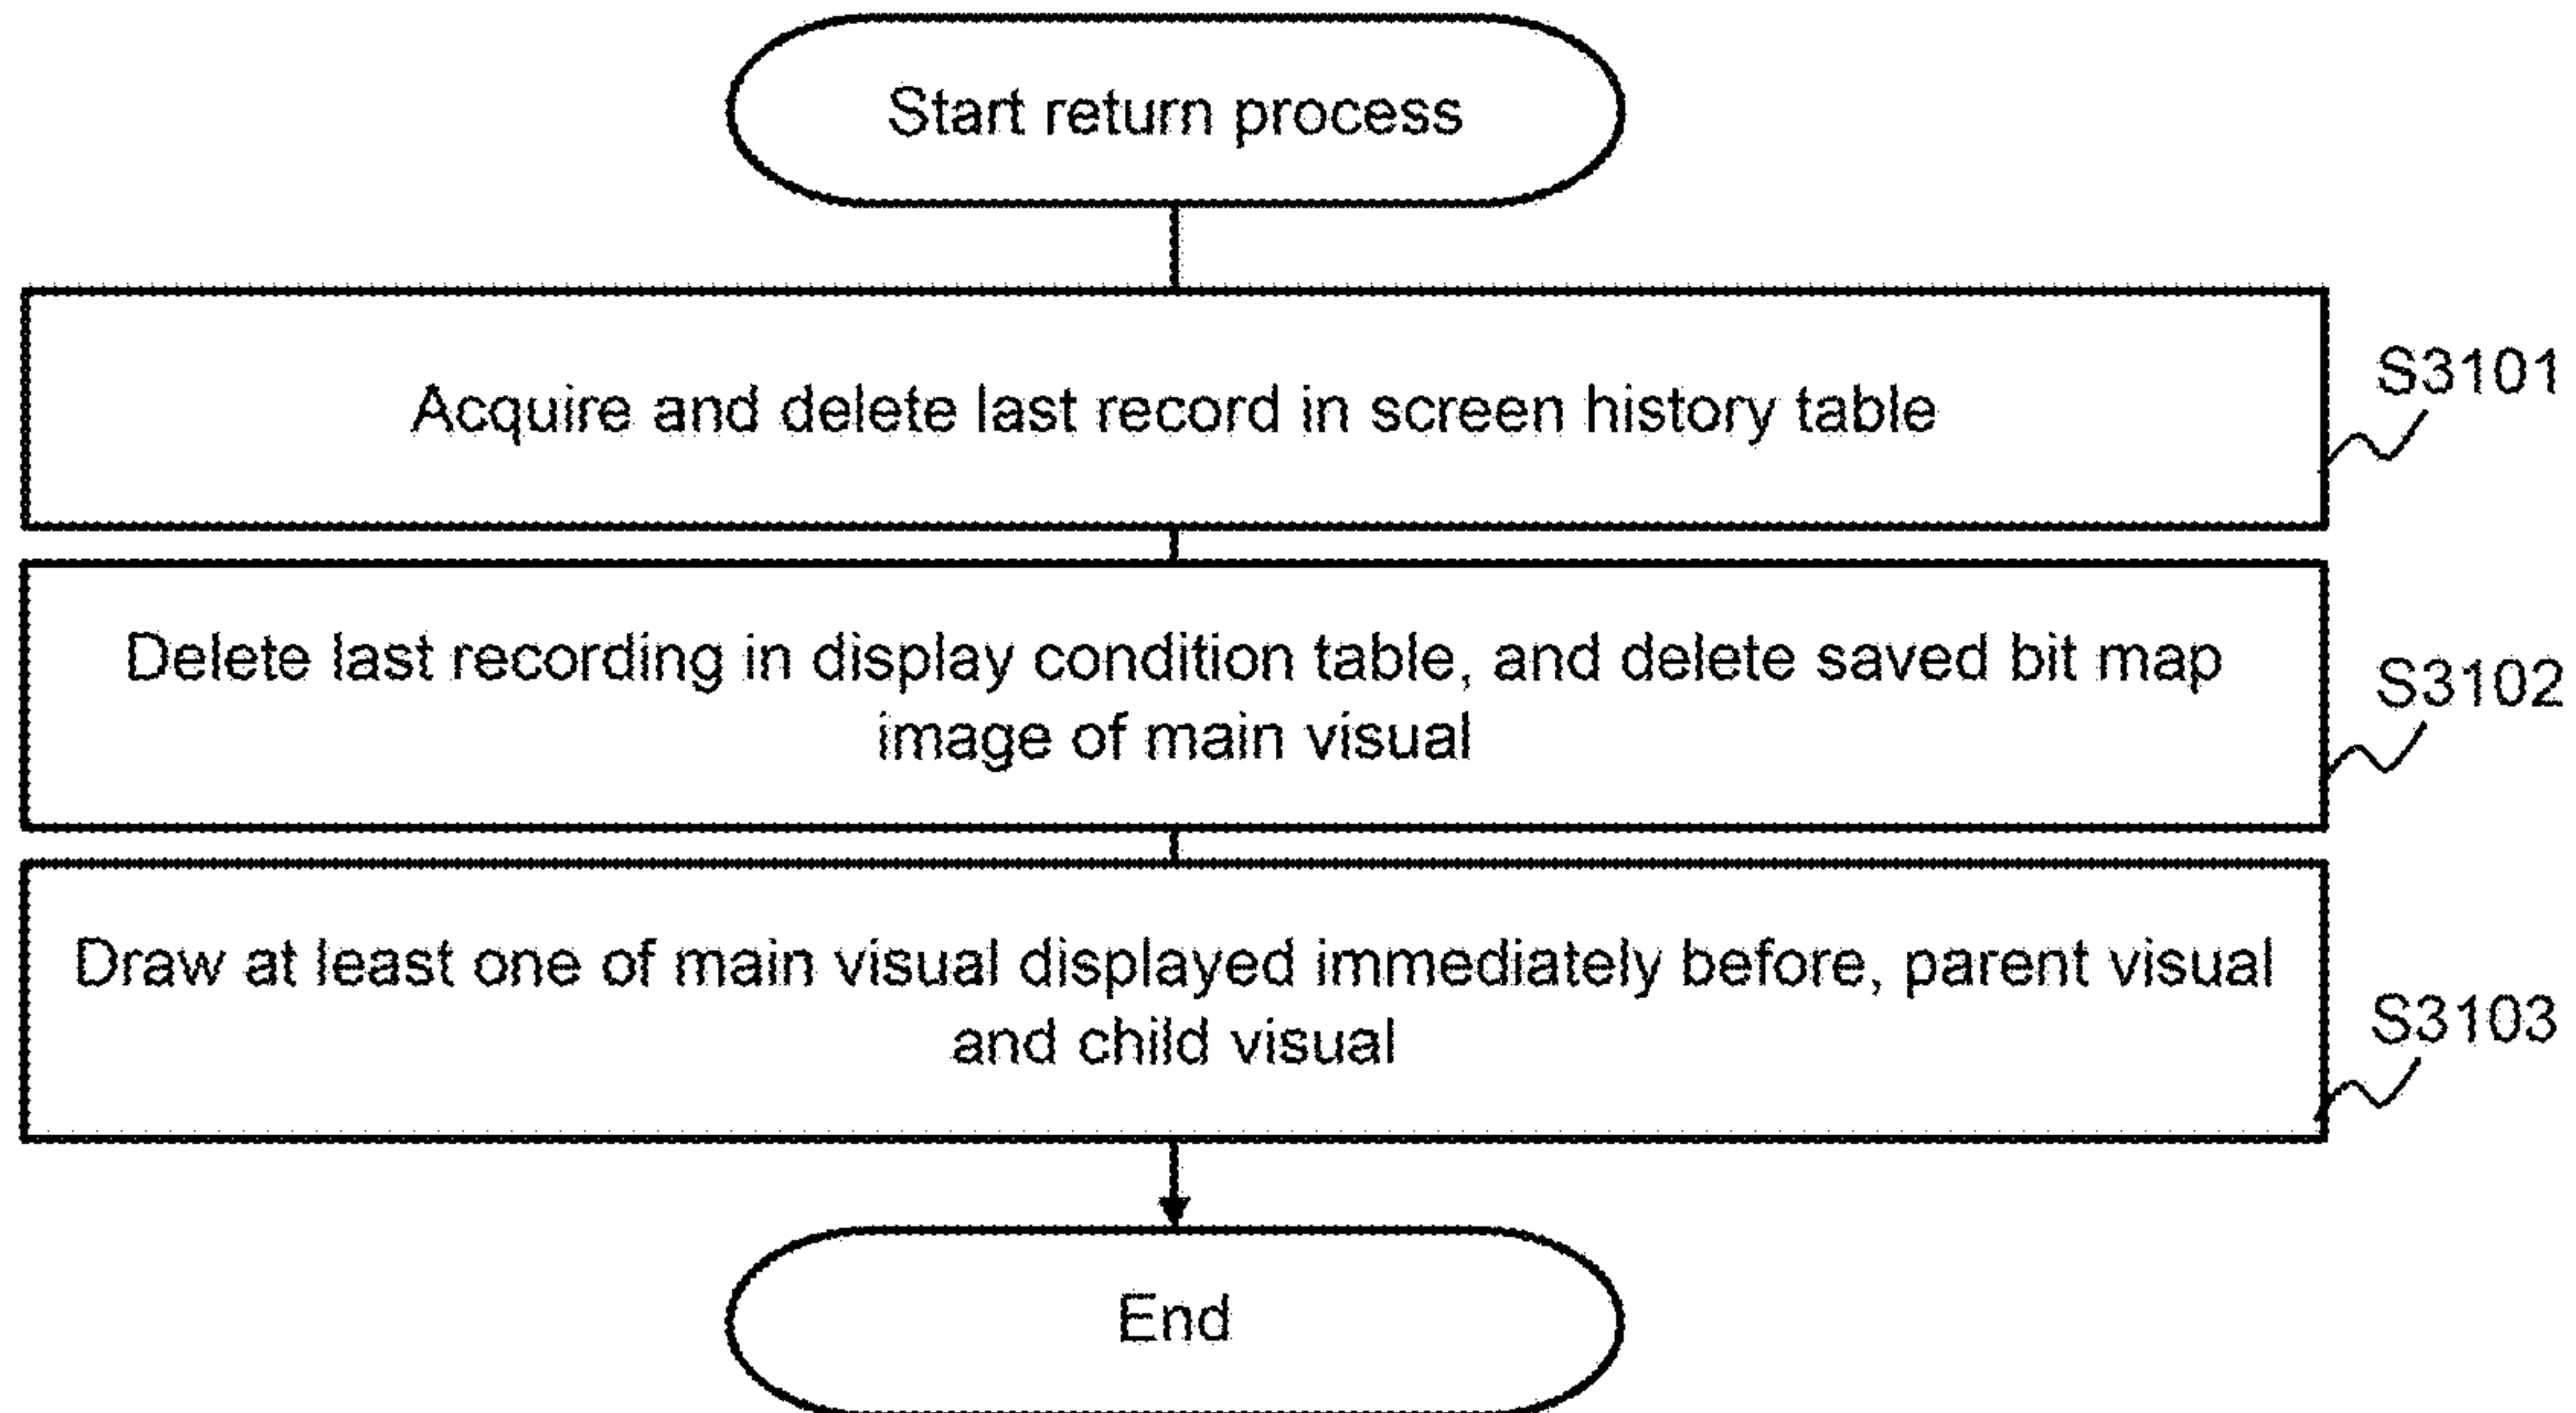 Start return process
Acquire and delete last record in screen history table
S3101
Delete last recording in display condition table, and delete saved bit map
image of main visual
S3102
Draw at least one of main visual displayed immediately before, parent visual
and child visual
S3103
End